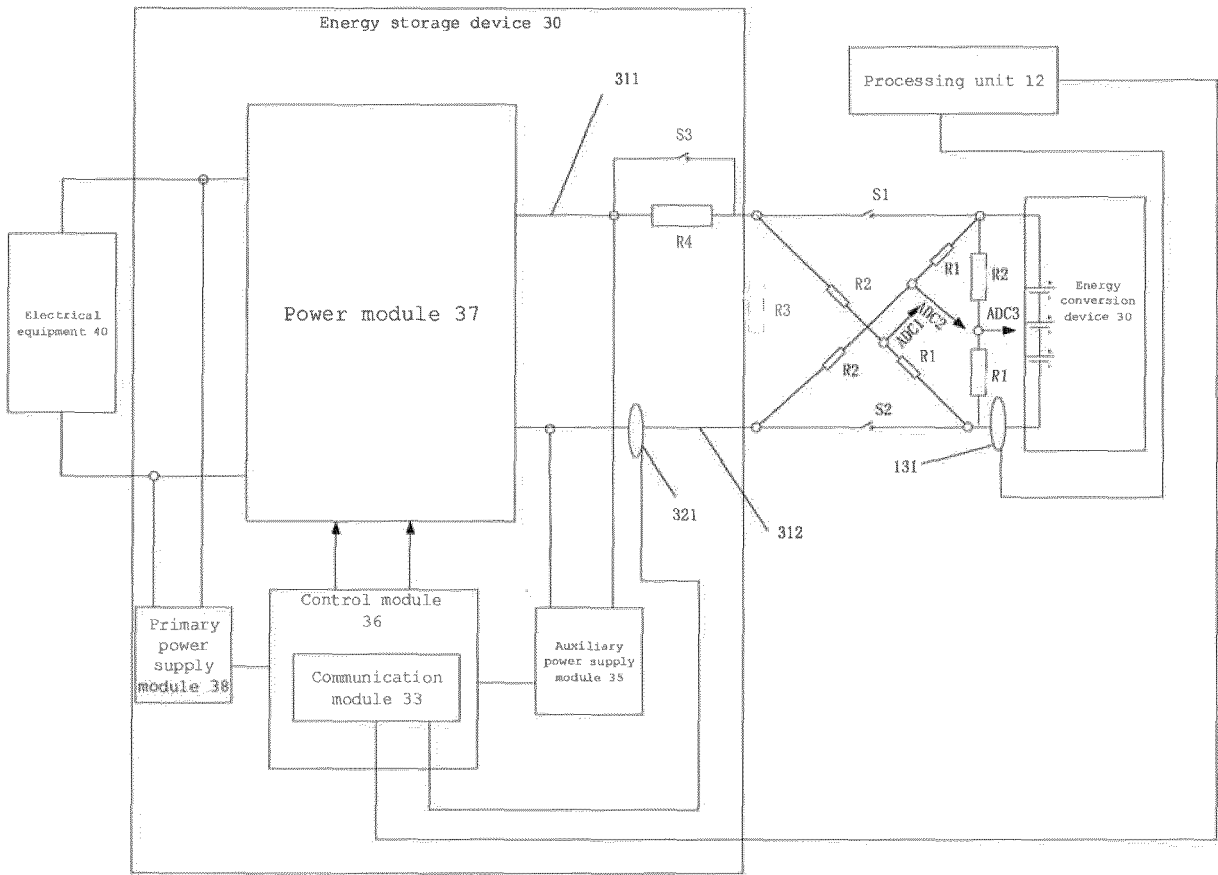 Energy storage device 30
Processing unit 12
311
S3
S1
R4
R1
R2
Energy
conversion
device 30
R2
R3
Power module 37
Electrical
equipment 40
ADC2
ADC1
ADC3
R2
R1
R1
S2
131
321
312
Control module
36
Primary
power
supply
module 38
Auxiliary
power supply
module 35
Communication
module 33